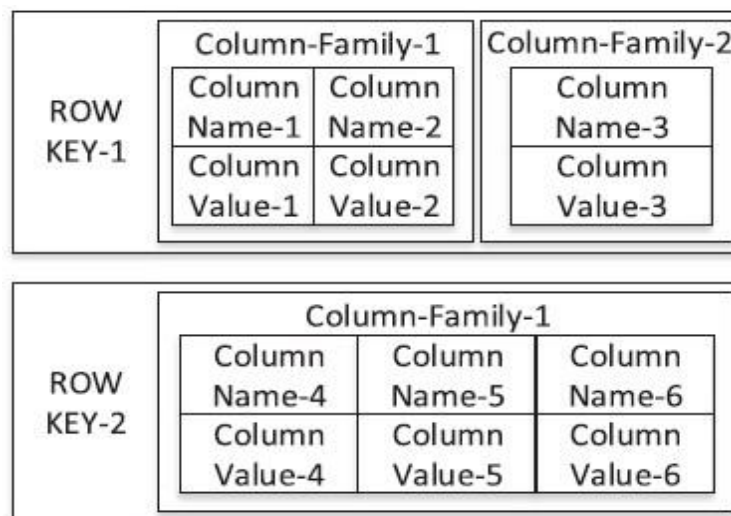 Column-Family-1 Column-Family-2
ROW
KEY-1
Column Column Column
Name-1 Name-2 Name-3
Column Column Column
Value-1 Value-2 Value-3
Column-Family-1
ROW
KEY-2
Column Column Column
Name-4 Name-5 Name-6
Column Column Column
Value-4 Value-5 Value-6